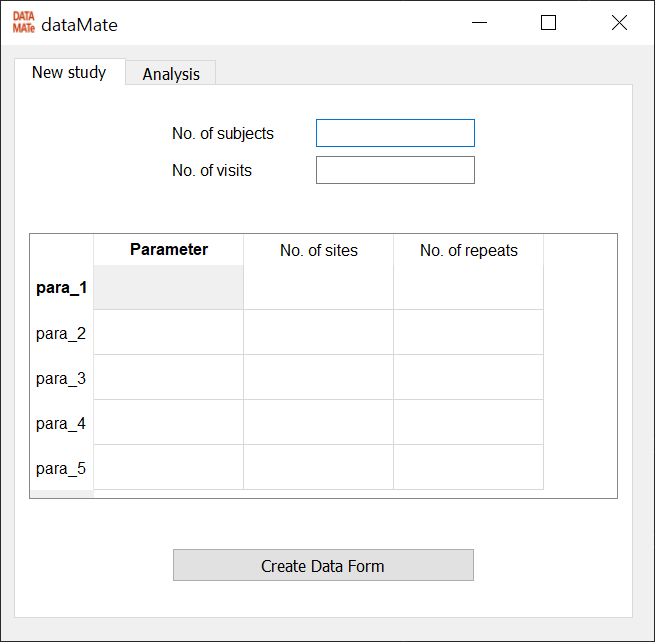 DATA
MATe
dataMate
New study
Analysis
No. of subjects
No. of visits
Parameter No. of sites No. of repeats
para_1
para_2
para_3
para_4
para_5
Create Data Form